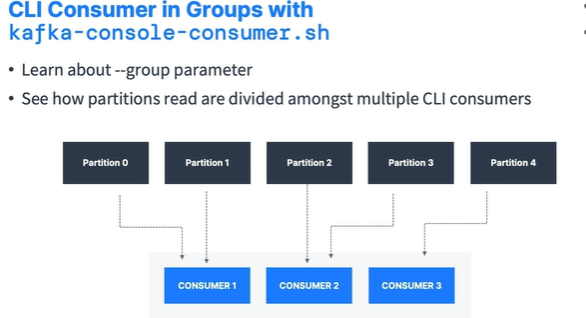 CLI Consumer in Groups with
kafka-console-consumer.sh
• Learn about --group parameter
• See how partitions read are divided amongst multiple CLI consumers
Partition 0
Partition 1
Partition 2
Partition 3
Partition 4
CONSUMER 1
CONSUMER 2
CONSUMER 3